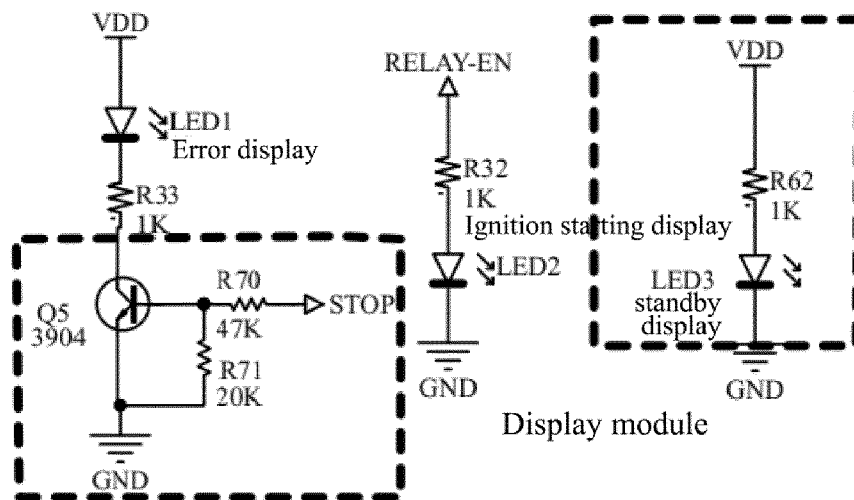 VDD
LED1
Error display
R33
1K
Q5
3904
R70
47K
STOP
R71
20K
GND
RELAY-EN
R32
1K
Ignition starting display
LED2
GND
VDD
R62
1K
LED3
standby
display
GND
Display module